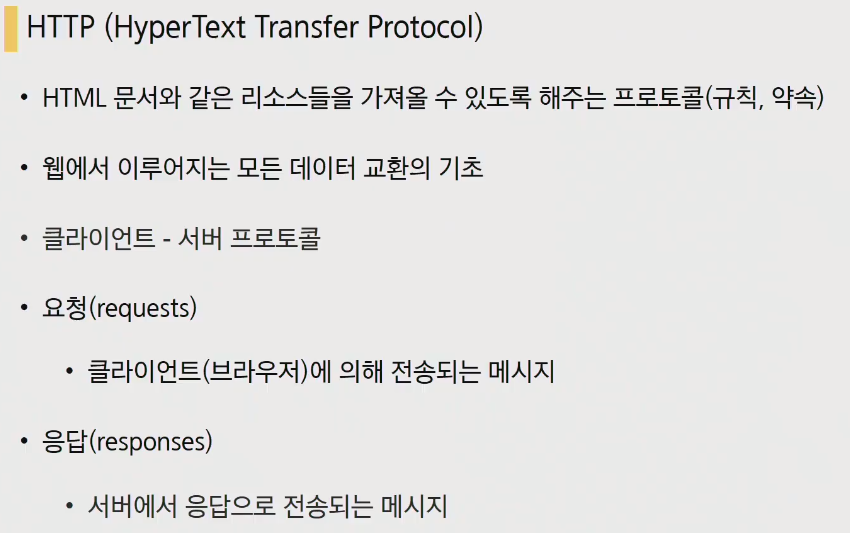 HTTP (HyperText Transfer Protocol)
• HTML 문서와 같은 리소스들을 가져올 수 있도록 해주는 프로토콜(규칙, 약속)
• 웹에서 이루어지는 모든 데이터 교환의 기초
• 클라이언트 - 서버 프로토콜
• 요청(requests)
• 클라이언트(브라우저)에 의해 전송되는 메시지
• 응답(responses)
• 서버에서 응답으로 전송되는 메시지